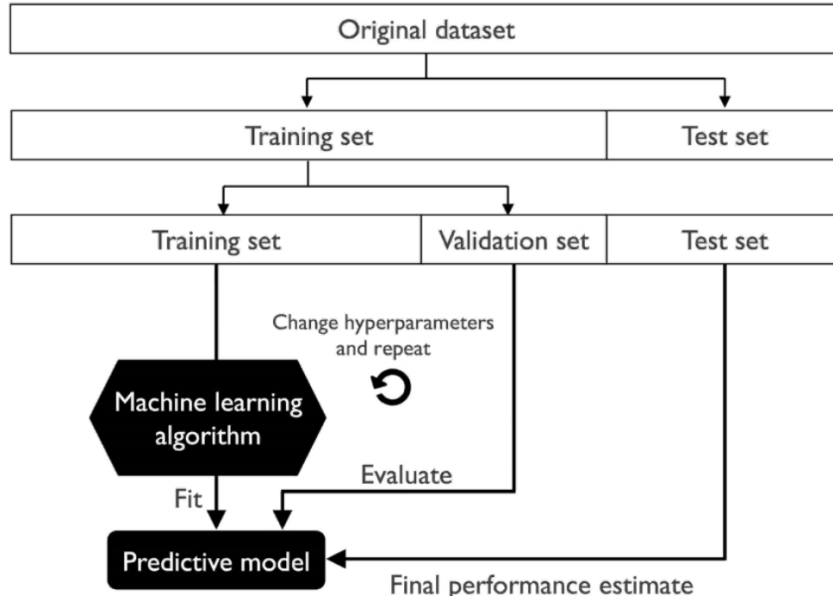 Original dataset
Training set
Test set
Training set
Validation set
Test set
Change hyperparameters
and repeat
Machine learning
algorithm
Evaluate
Fit
Predictive model
Final performance estimate